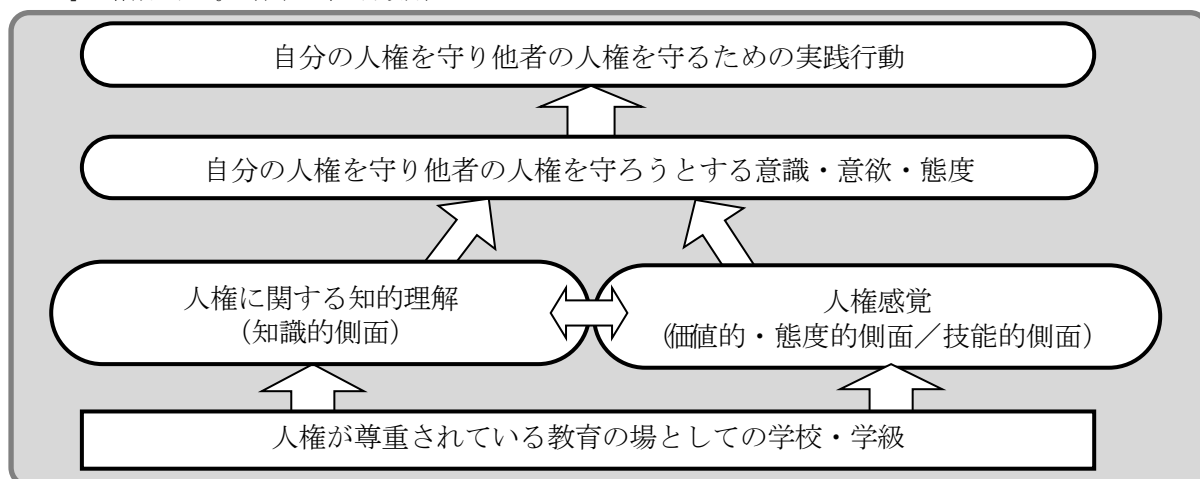 自分の人権を守り他者の人権を守るための実践行動
自分の人権を守り他者の人権を守ろうとする意識・意欲・態度
人権に関する知的理解
（知識的側面）
人権感覚
（価値的・態度的側面／技能的側面）
人権が尊重されている教育の場としての学校・学級